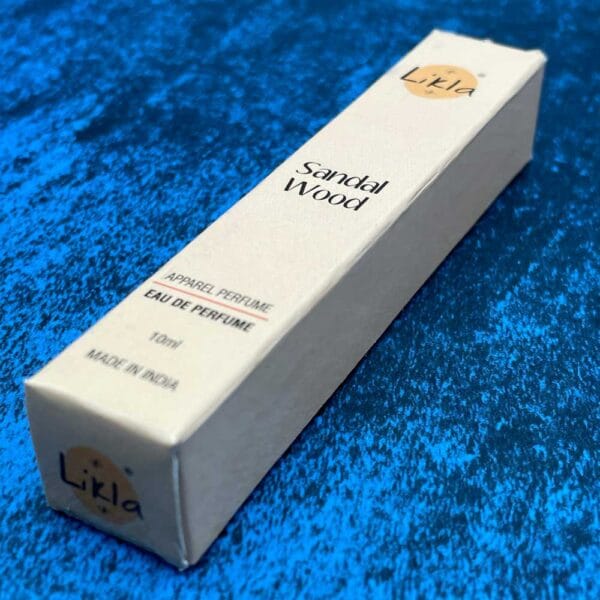 Likla
Sandal
Wood
APPAREL PERFUME
EAU DE PERFUME
10ml
MADE IN INDIA
Likla